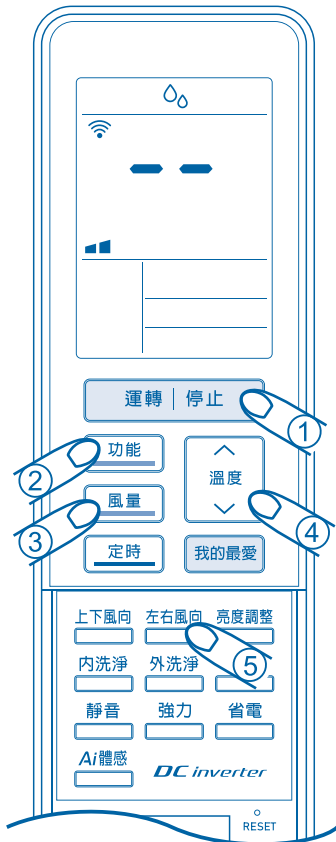 運轉 | 停止
①
功能
②
溫度
風量
③
④
定時
我的最愛
上下風向 左右風向 亮度調整
內洗淨 外洗淨
⑤
靜音 強力 省電
Ai體感
DC inverter
RESET